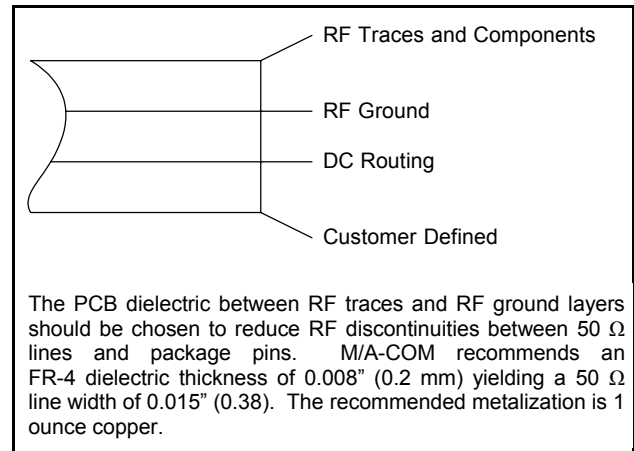 RF Traces and Components
RF Ground
DC Routing
Customer Defined
The PCB dielectric between RF traces and RF ground layers
should be chosen to reduce RF discontinuities between 50 Ω
lines and package pins. M/A-COM recommends an
FR-4 dielectric thickness of 0.008” (0.2 mm) yielding a 50 Ω
line width of 0.015” (0.38). The recommended metalization is 1
ounce copper.